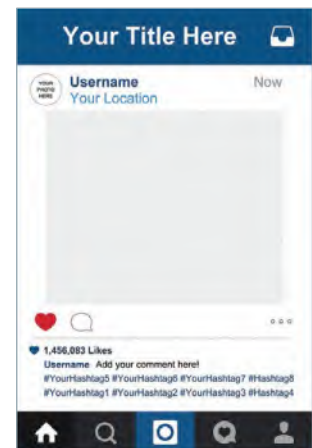 Your Title Here
YOUR
PHOTO
HERE
Username
Now
Your Location
1,456,083 Likes
Username Add your comment here!
#YourHashtag5 #YourHashtag6 #YourHashtag7 #Hashtag8
#YourHashtag1 #YourHashtag2 #YourHashtag3 #Hashtag4